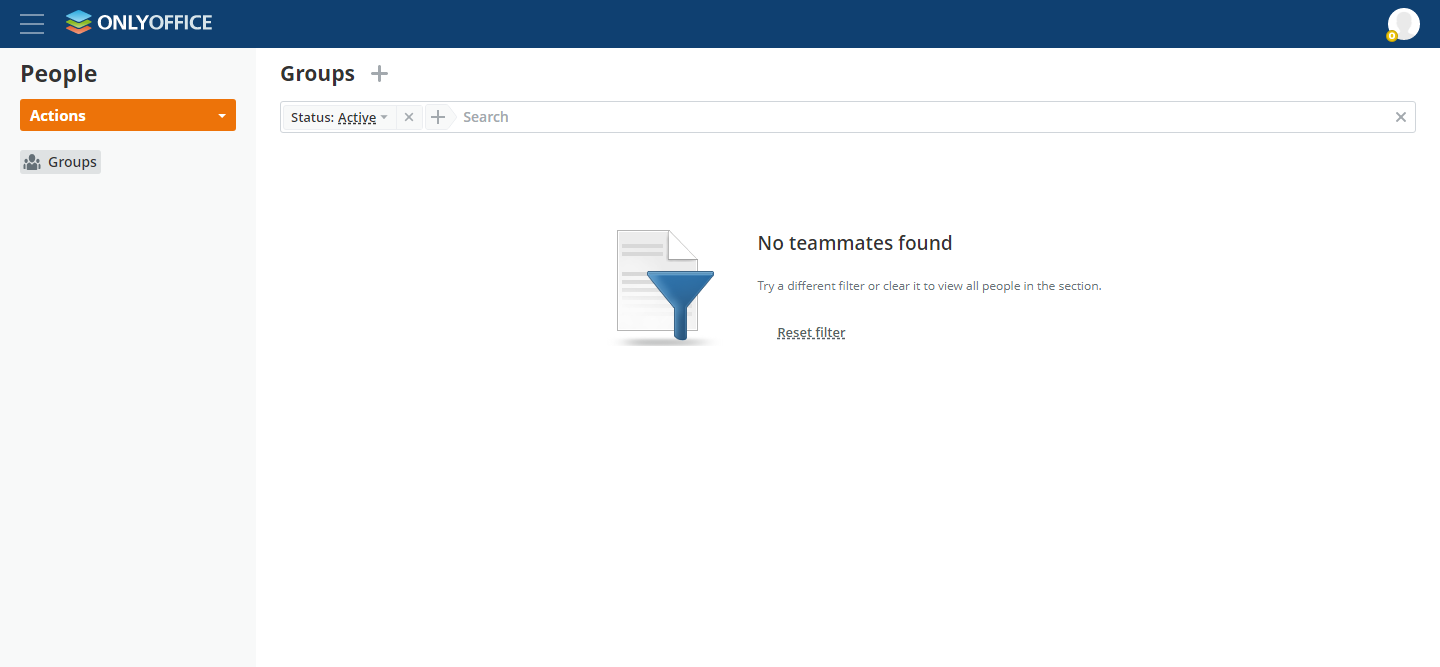 ONLYOFFICE
People
Actions
Groups
Groups
Status: Active
Search
No teammates found
Try a different filter or clear it to view all people in the section.
Reset filter